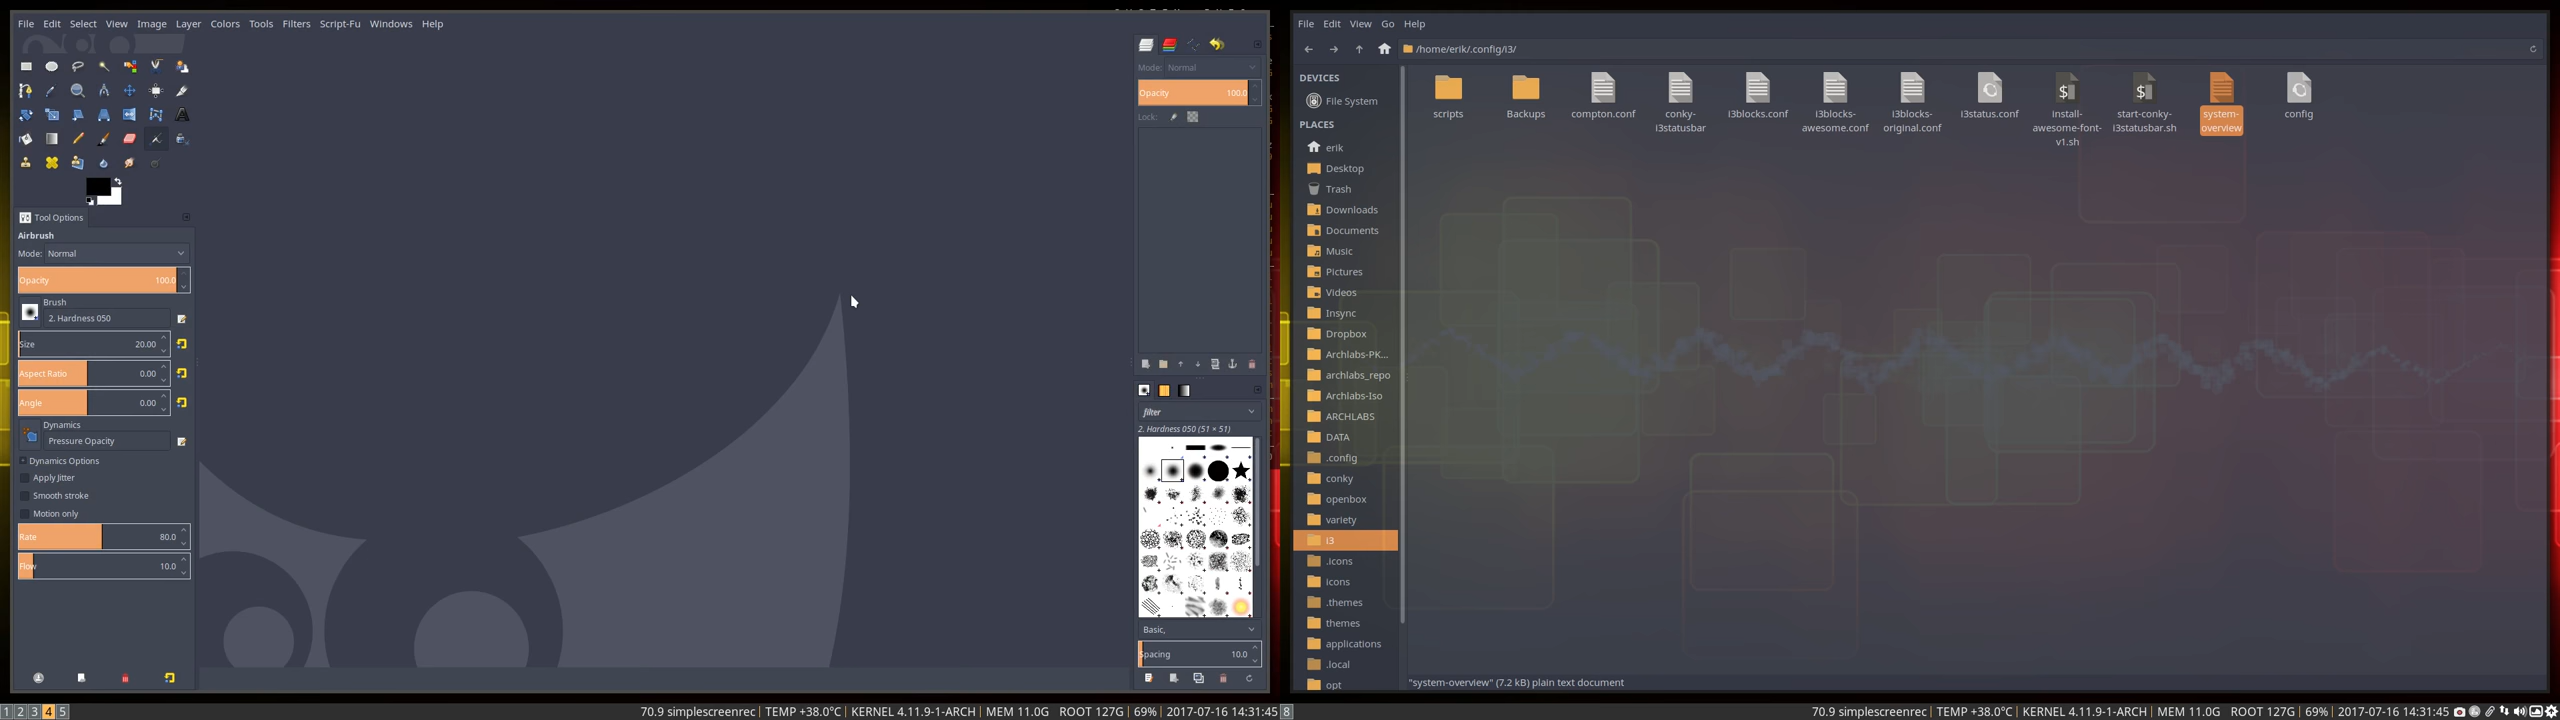 File Edit Select View Image Layer Colors Tools Filters Script-Fu Windows Help
Tool Options
Airbrush
Mode: Normal
Opacity 100.0
Brush
2. Hardness 050
Size 20.00
Aspect Ratio 0.00
Angle 0.00
Dynamics
Pressure Opacity
Dynamics Options
Apply Jitter
Smooth stroke
Motion only
Rate 80.0
Flow 10.0
Mode: Normal
Opacity 100.0
Lock:
filter
2. Hardness 050 (51 × 51)
Basic,
Spacing 10.0
1 2 3 4 5
70.9 simplescreenrec | TEMP +38.0°C | KERNEL 4.11.9-1-ARCH | MEM 11.0G ROOT 127G | 69% | 2017-07-16 14:31:45
File Edit View Go Help
/home/erik/.config/i3/
DEVICES
File System
PLACES
erik
Desktop
Trash
Downloads
Documents
Music
Pictures
Videos
Insync
Dropbox
Archlabs-PK...
archlabs_repo
Archlabs-Iso
ARCHLABS
DATA
.config
conky
openbox
variety
i3
.icons
icons
.themes
themes
applications
.local
opt
scripts
Backups
compton.conf
conky-
i3statusbar
i3blocks.conf
i3blocks-
awesome.conf
i3blocks-
original.conf
i3status.conf
install-
awesome-font-
v1.sh
start-conky-
i3statusbar.sh
system-
overview
config
"system-overview" (7.2 kB) plain text document
8
70.9 simplescreenrec | TEMP +38.0°C | KERNEL 4.11.9-1-ARCH | MEM 11.0G ROOT 127G | 69% | 2017-07-16 14:31:45